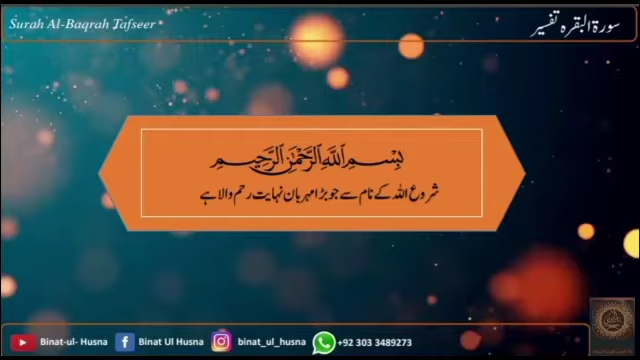 Surah Al-Baqrah Tafseer
سورۃ البقرہ تفسیر
بِسْمِ اللَّهِ الرَّحْمَٰنِ الرَّحِيمِ
شروع اللہ کے نام سے جو بڑا مہربان نہایت رحم والا ہے
Binat-ul- Husna
Binat Ul Husna
binat_ul_husna
+92 303 3489273